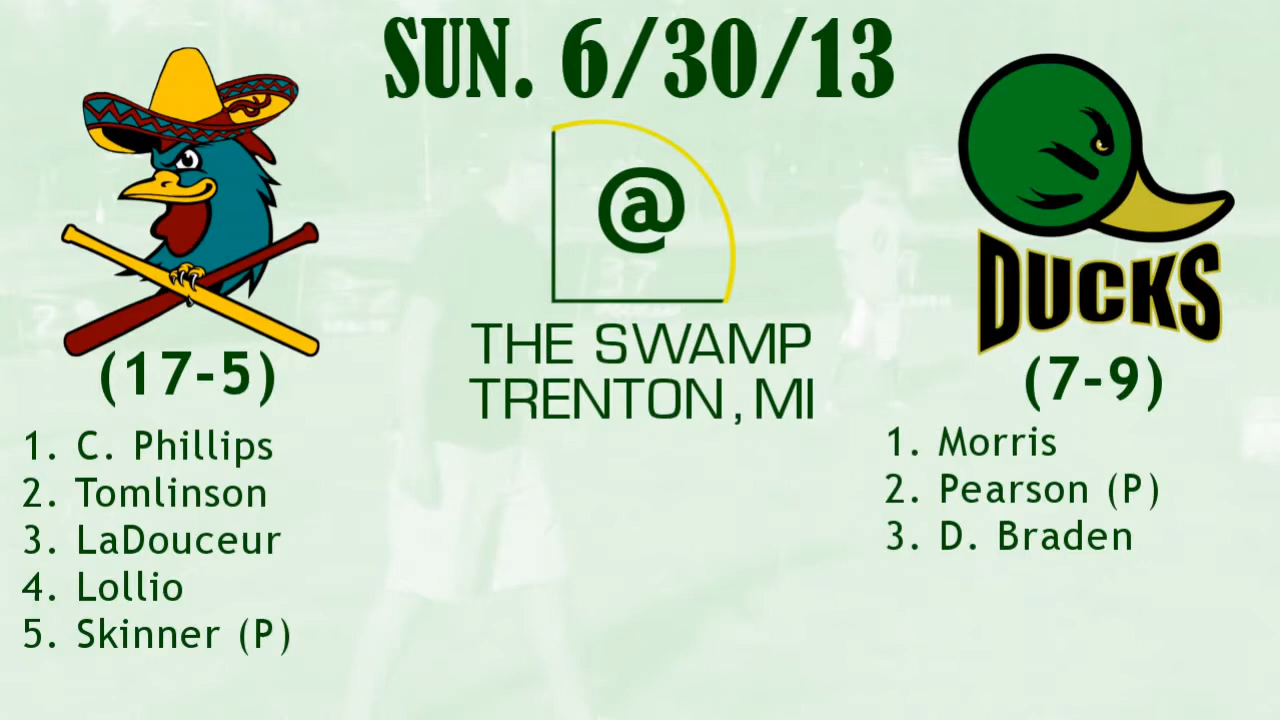 SUN. 6/30/13
@
THE SWAMP
TRENTON, MI
(17-5)
1. C. Phillips
2. Tomlinson
3. LaDouceur
4. Lollio
5. Skinner (P)
DUCKS
(7-9)
1. Morris
2. Pearson (P)
3. D. Braden